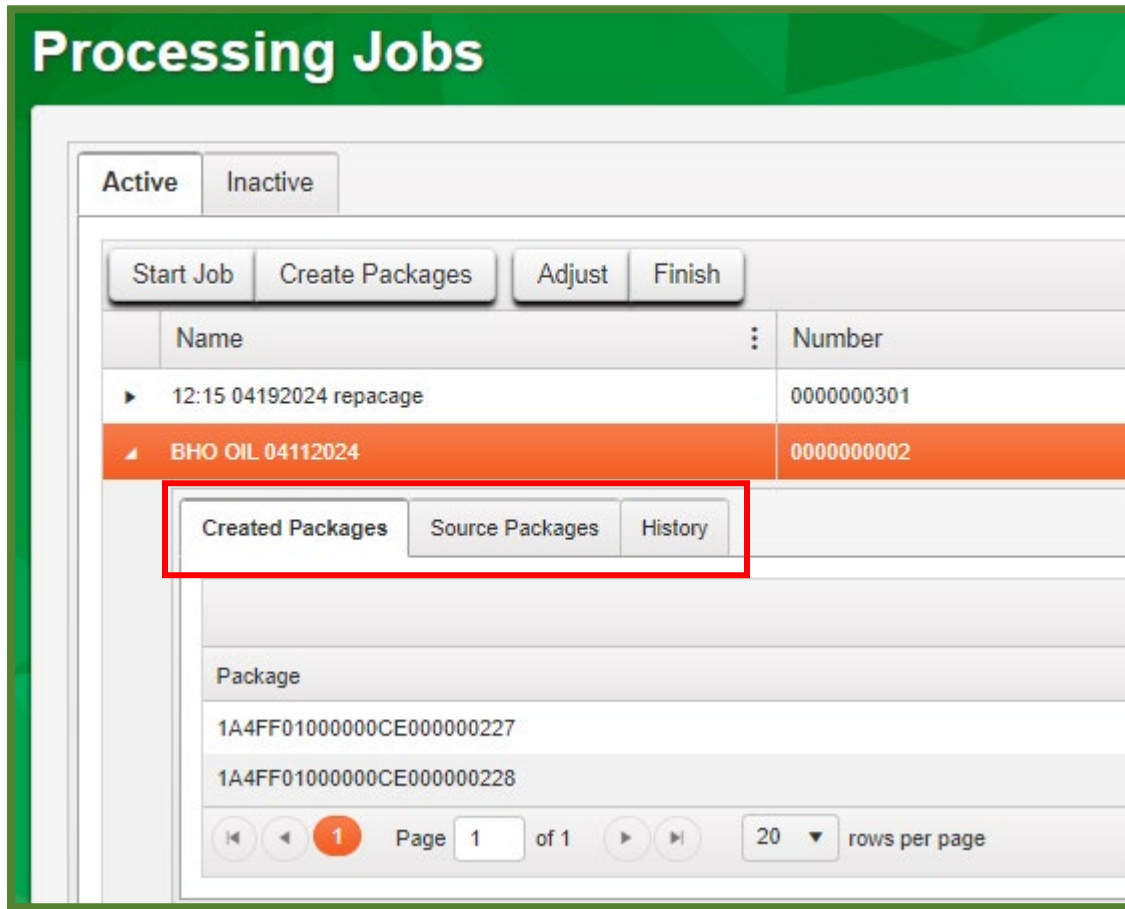 Processing Jobs
Active Inactive
Start Job Create Packages Adjust Finish
Name Number
12:15 04192024 repacage 0000000301
BHO OIL 04112024 0000000002
Created Packages Source Packages History
Package
1A4FF01000000CE000000227
1A4FF01000000CE000000228
1 Page 1 of 1 20 rows per page